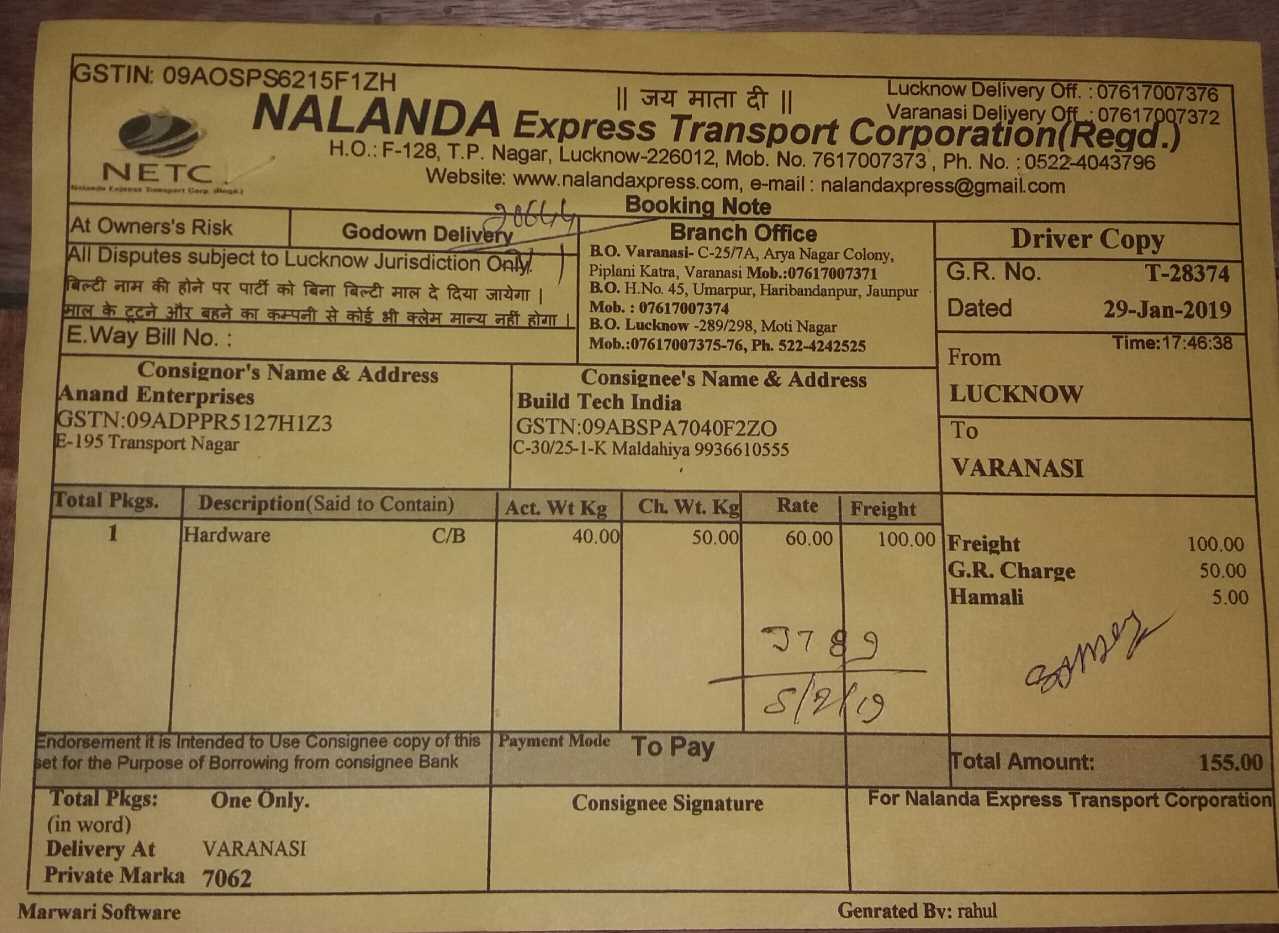 GSTIN: 09AOSPS6215F1ZH
|| जय माता दी ||
Lucknow Delivery Off. : 07617007376
Varanasi Delivery Off. : 07617007372
NALANDA Express Transport Corporation(Regd.)
NETC
Nalanda Express Transport Corp. (Regd.)
H.O.: F-128, T.P. Nagar, Lucknow-226012, Mob. No. 7617007373 , Ph. No. : 0522-4043796
Website: www.nalandaxpress.com, e-mail : nalandaxpress@gmail.com
Booking Note
20644
At Owners's Risk
Godown Delivery
All Disputes subject to Lucknow Jurisdiction Only.
बिल्टी नाम की होने पर पार्टी को बिना बिल्टी माल दे दिया जायेगा |
माल के टूटने और बहने का कम्पनी से कोई भी क्लेम मान्य नहीं होगा |
E.Way Bill No. :
Branch Office
B.O. Varanasi- C-25/7A, Arya Nagar Colony,
Piplani Katra, Varanasi Mob.:07617007371
B.O. H.No. 45, Umarpur, Haribandanpur, Jaunpur
Mob. : 07617007374
B.O. Lucknow -289/298, Moti Nagar
Mob.:07617007375-76, Ph. 522-4242525
Driver Copy
G.R. No. T-28374
Dated 29-Jan-2019
Time:17:46:38
From
LUCKNOW
To
VARANASI
Consignor's Name & Address
Anand Enterprises
GSTN:09ADPPR5127H1Z3
E-195 Transport Nagar
Consignee's Name & Address
Build Tech India
GSTN:09ABSPA7040F2ZO
C-30/25-1-K Maldahiya 9936610555
Total Pkgs. Description(Said to Contain) Act. Wt Kg Ch. Wt. Kg Rate Freight
1 Hardware C/B 40.00 50.00 60.00 100.00
Freight 100.00
G.R. Charge 50.00
Hamali 5.00
5/2/19
Endorsement it is Intended to Use Consignee copy of this
set for the Purpose of Borrowing from consignee Bank
Payment Mode To Pay
Total Amount: 155.00
Total Pkgs: One Only.
(in word)
Delivery At VARANASI
Private Marka 7062
Consignee Signature
For Nalanda Express Transport Corporation
Marwari Software
Genrated By: rahul